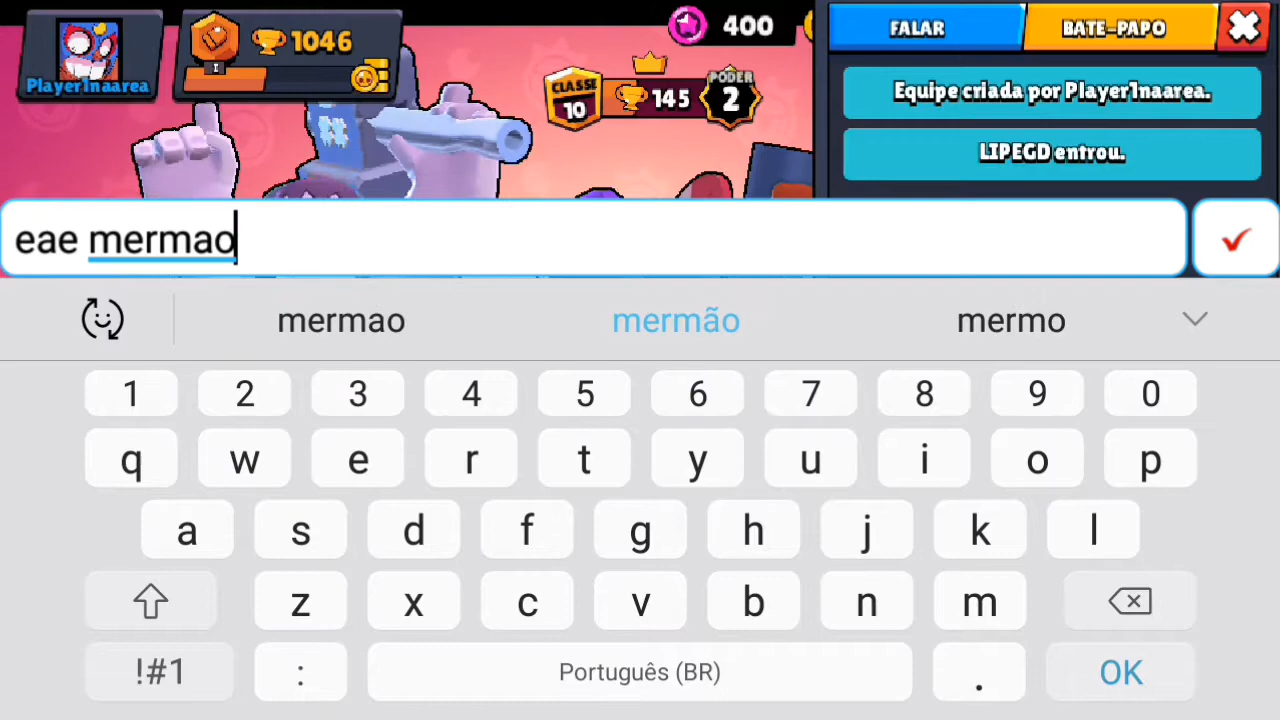 Player1naarea
I
1046
400
CLASSE
10
145
PODER
2
FALAR
BATE-PAPO
Equipe criada por Player1naarea.
LIPEGD entrou.
eae mermao
mermao mermão mermo
1 2 3 4 5 6 7 8 9 0
q w e r t y u i o p
a s d f g h j k l
z x c v b n m
!#1 : Português (BR) . OK